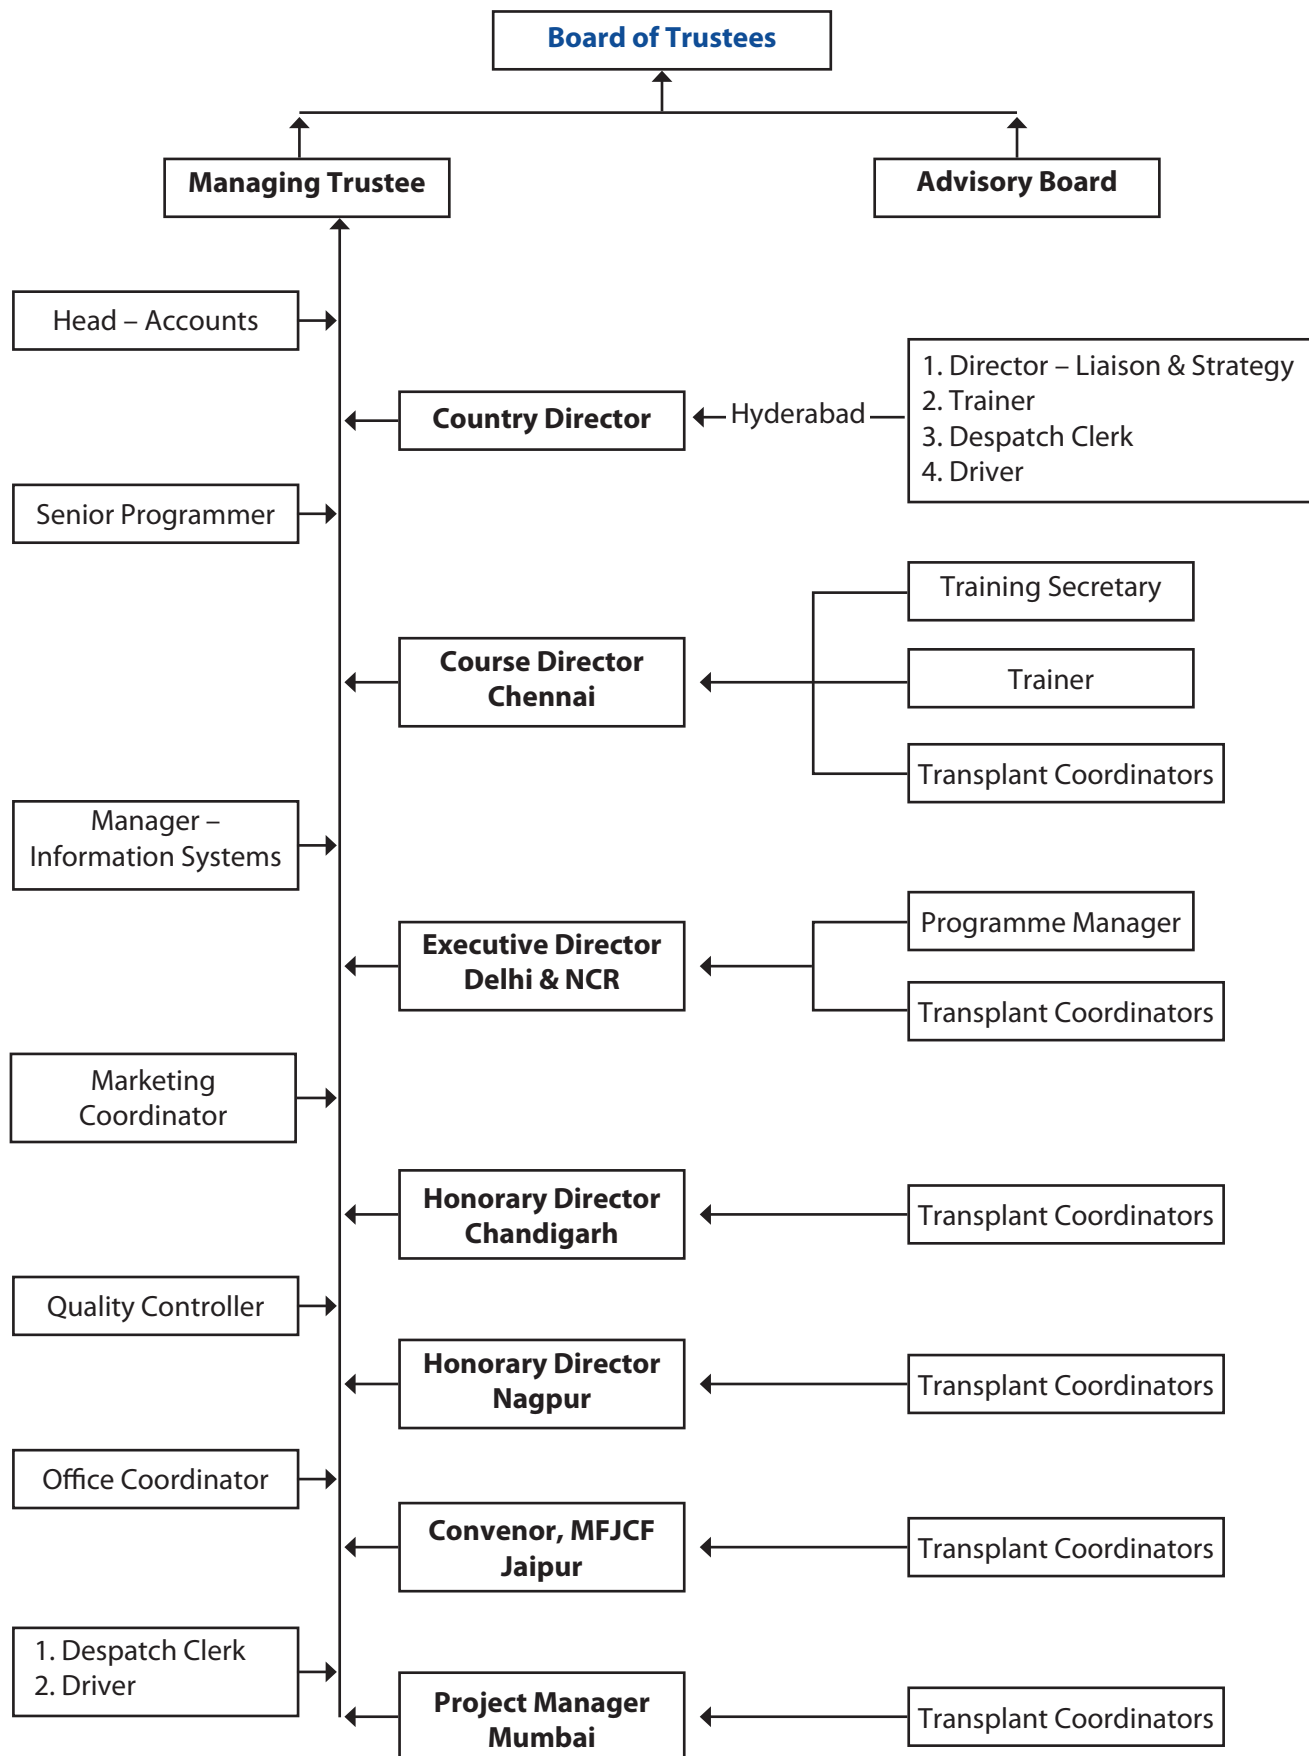 Board of Trustees
Managing Trustee
Advisory Board
Head – Accounts
1. Director – Liaison & Strategy
2. Trainer
3. Despatch Clerk
4. Driver
Country Director
Hyderabad
Senior Programmer
Training Secretary
Course Director
Chennai
Trainer
Transplant Coordinators
Manager –
Information Systems
Programme Manager
Executive Director
Delhi & NCR
Transplant Coordinators
Marketing
Coordinator
Honorary Director
Chandigarh
Transplant Coordinators
Quality Controller
Honorary Director
Nagpur
Transplant Coordinators
Office Coordinator
Convenor, MFJCF
Jaipur
Transplant Coordinators
1. Despatch Clerk
2. Driver
Project Manager
Mumbai
Transplant Coordinators